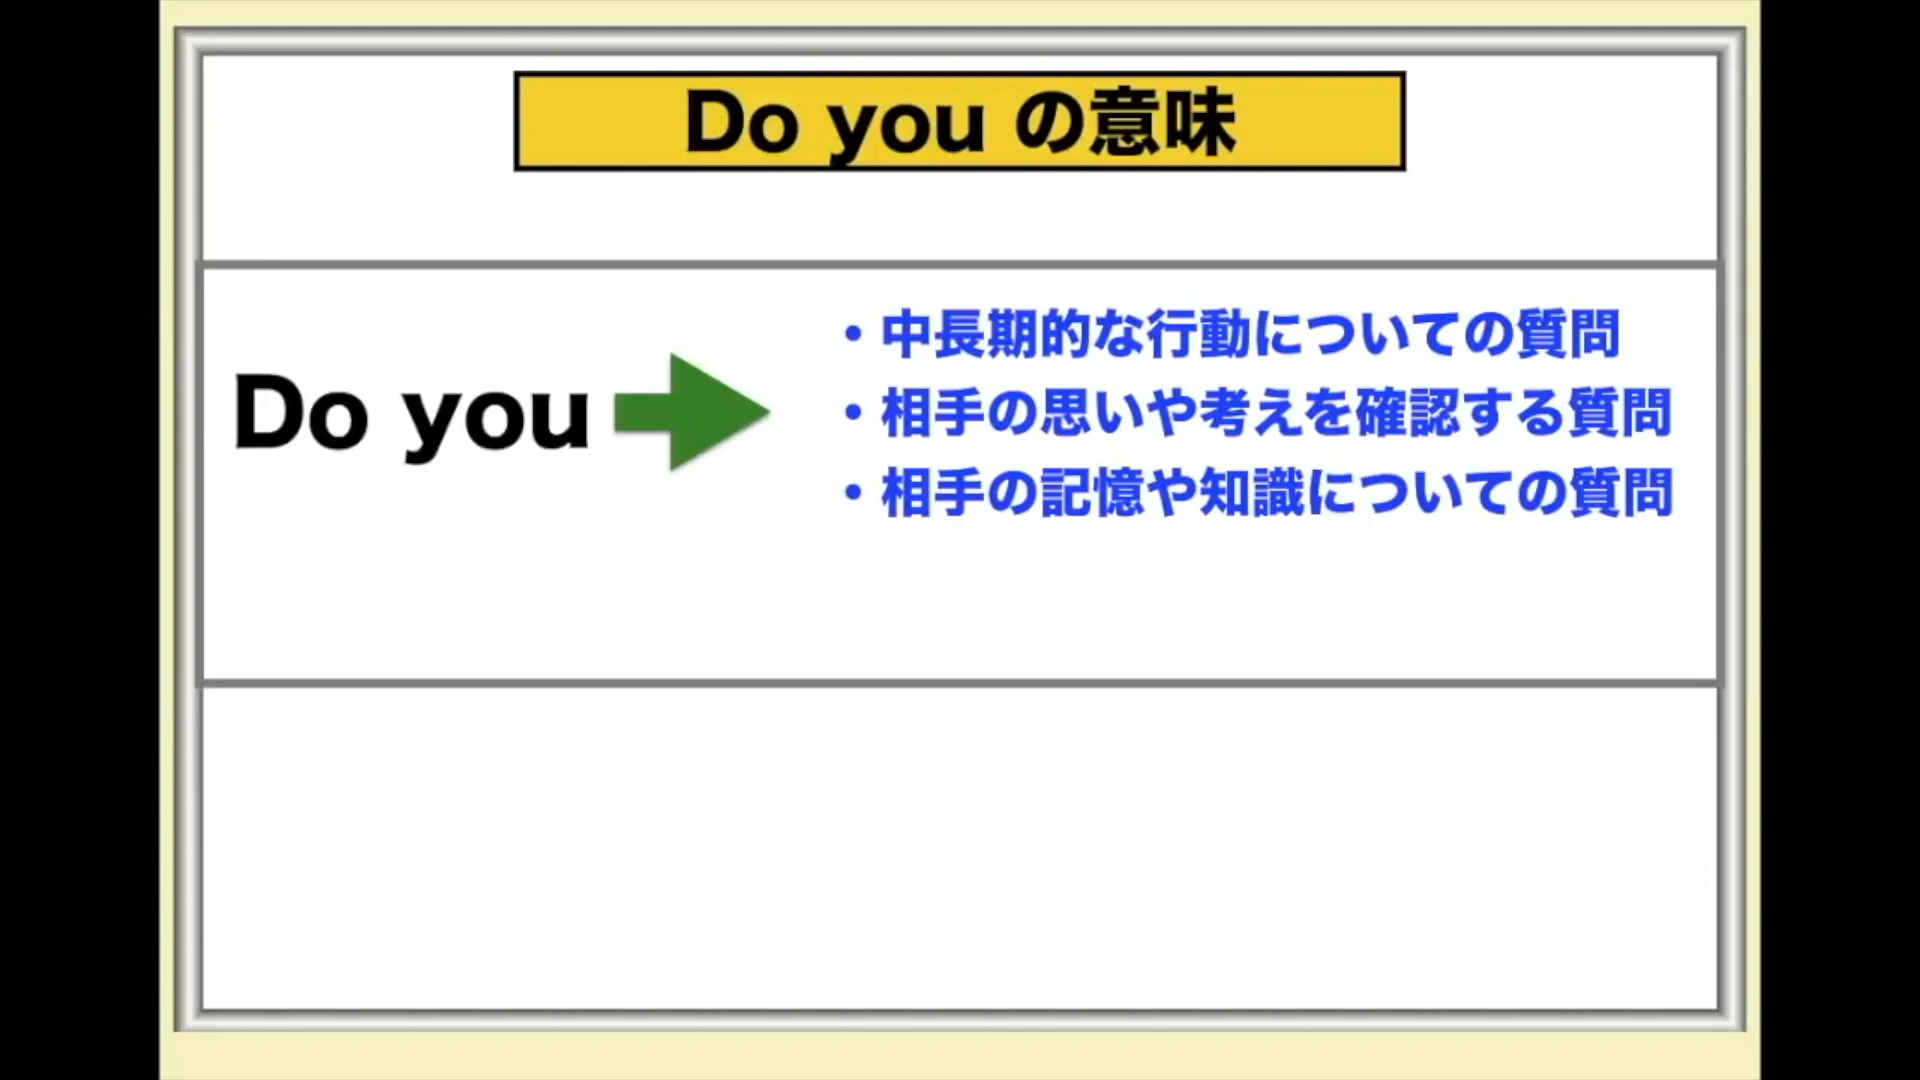 Do you の意味
Do you
・中長期的な行動についての質問
・相手の思いや考えを確認する質問
・相手の記憶や知識についての質問